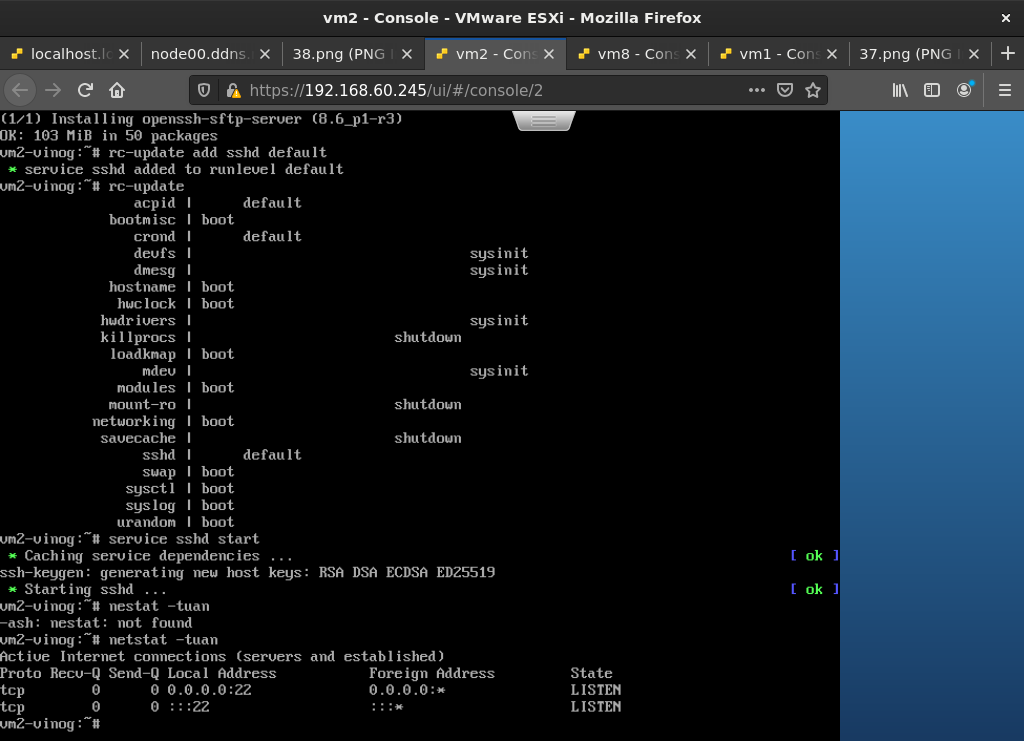 vm2 - Console - VMware ESXi - Mozilla Firefox
localhost.lo
node00.ddns.
38.png (PNG I
vm2 - Cons
vm8 - Cons
vm1 - Cons
37.png (PNG I
https://192.168.60.245/ui/#/console/2
(1/1) Installing openssh-sftp-server (8.6_p1-r3)
OK: 103 MiB in 50 packages
vm2-vinog:~# rc-update add sshd default
* service sshd added to runlevel default
vm2-vinog:~# rc-update
acpid | default
bootmisc | boot
crond | default
devfs | sysinit
dmesg | sysinit
hostname | boot
hwclock | boot
hwdrivers | sysinit
killprocs | shutdown
loadkmap | boot
mdev | sysinit
modules | boot
mount-ro | shutdown
networking | boot
savecache | shutdown
sshd | default
swap | boot
sysctl | boot
syslog | boot
urandom | boot
vm2-vinog:~# service sshd start
* Caching service dependencies ... [ ok ]
ssh-keygen: generating new host keys: RSA DSA ECDSA ED25519
* Starting sshd ... [ ok ]
vm2-vinog:~# nestat -tuan
-ash: nestat: not found
vm2-vinog:~# netstat -tuan
Active Internet connections (servers and established)
Proto Recv-Q Send-Q Local Address Foreign Address State
tcp 0 0 0.0.0.0:22 0.0.0.0:* LISTEN
tcp 0 0 :::22 :::* LISTEN
vm2-vinog:~#